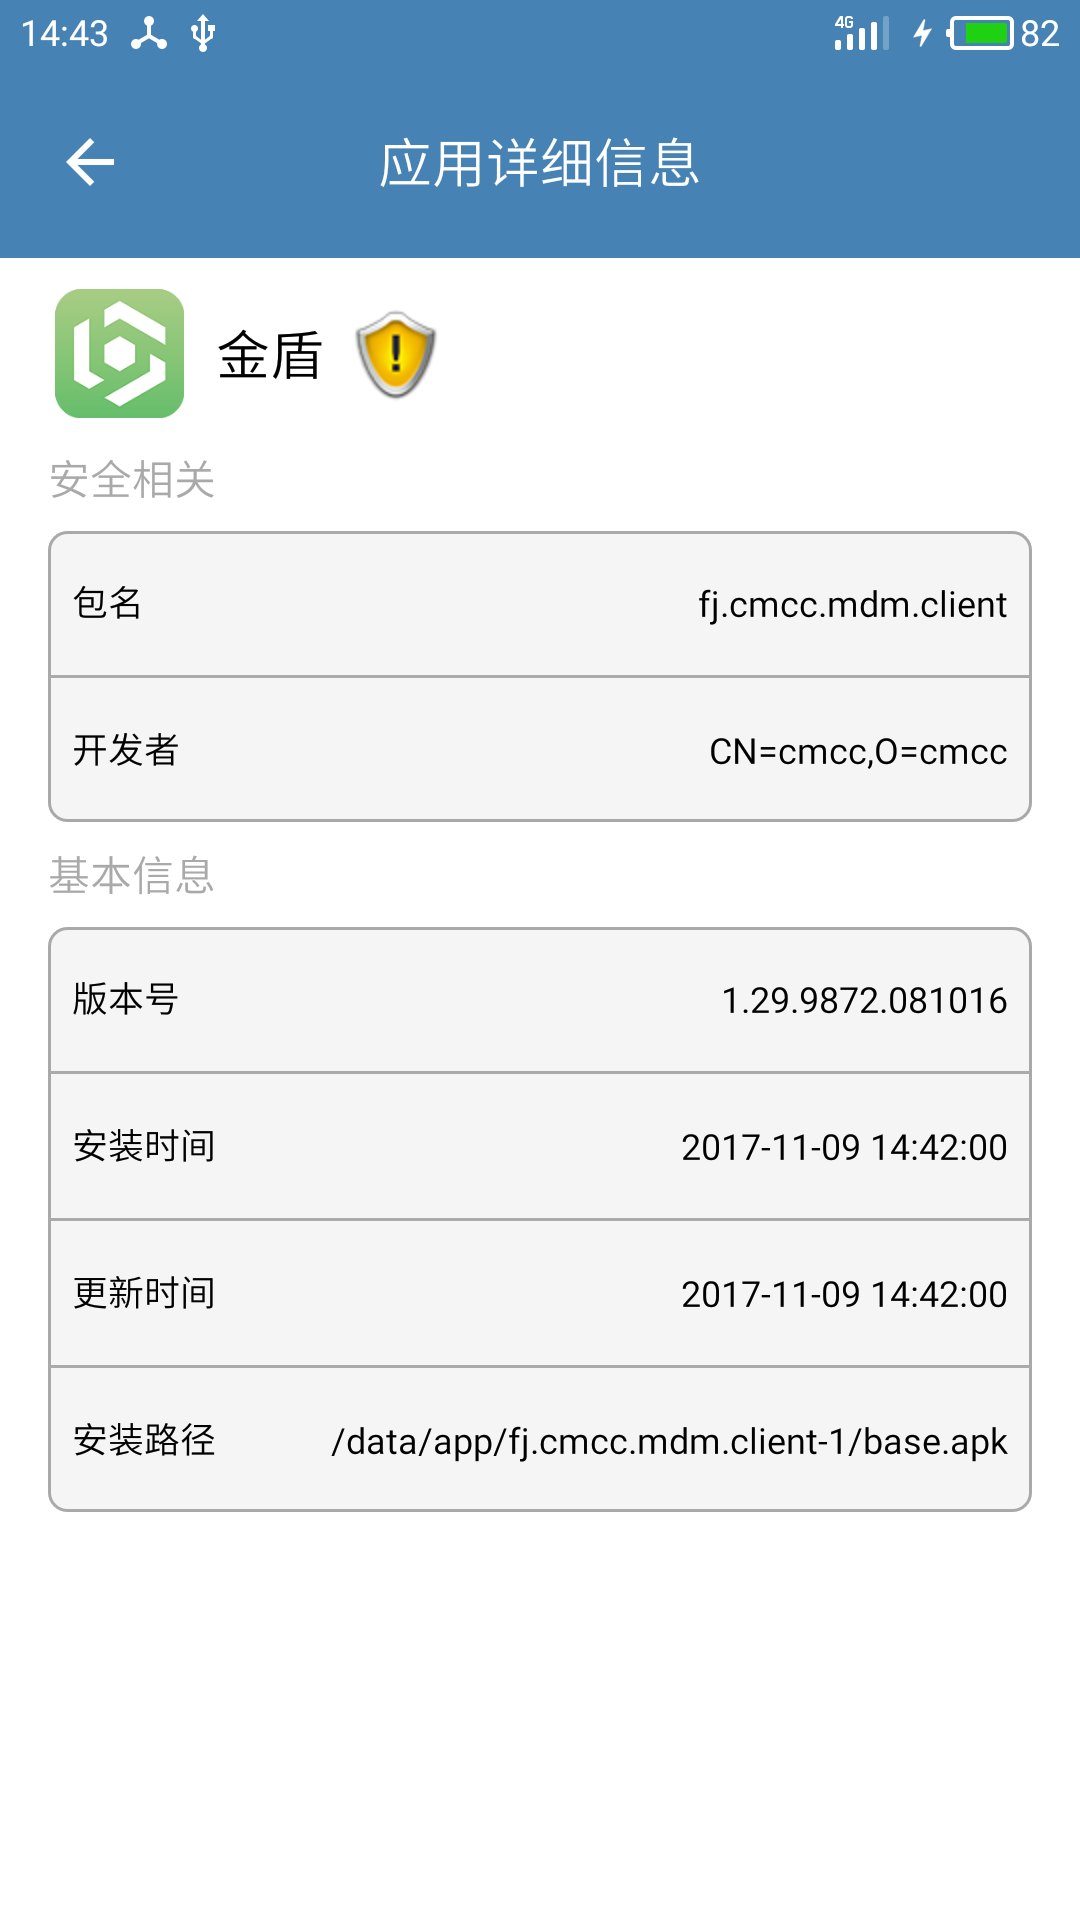 14:43
4G
82
应用详细信息
金盾
安全相关
包名
fj.cmcc.mdm.client
开发者
CN=cmcc,O=cmcc
基本信息
版本号
1.29.9872.081016
安装时间
2017-11-09 14:42:00
更新时间
2017-11-09 14:42:00
安装路径
/data/app/fj.cmcc.mdm.client-1/base.apk